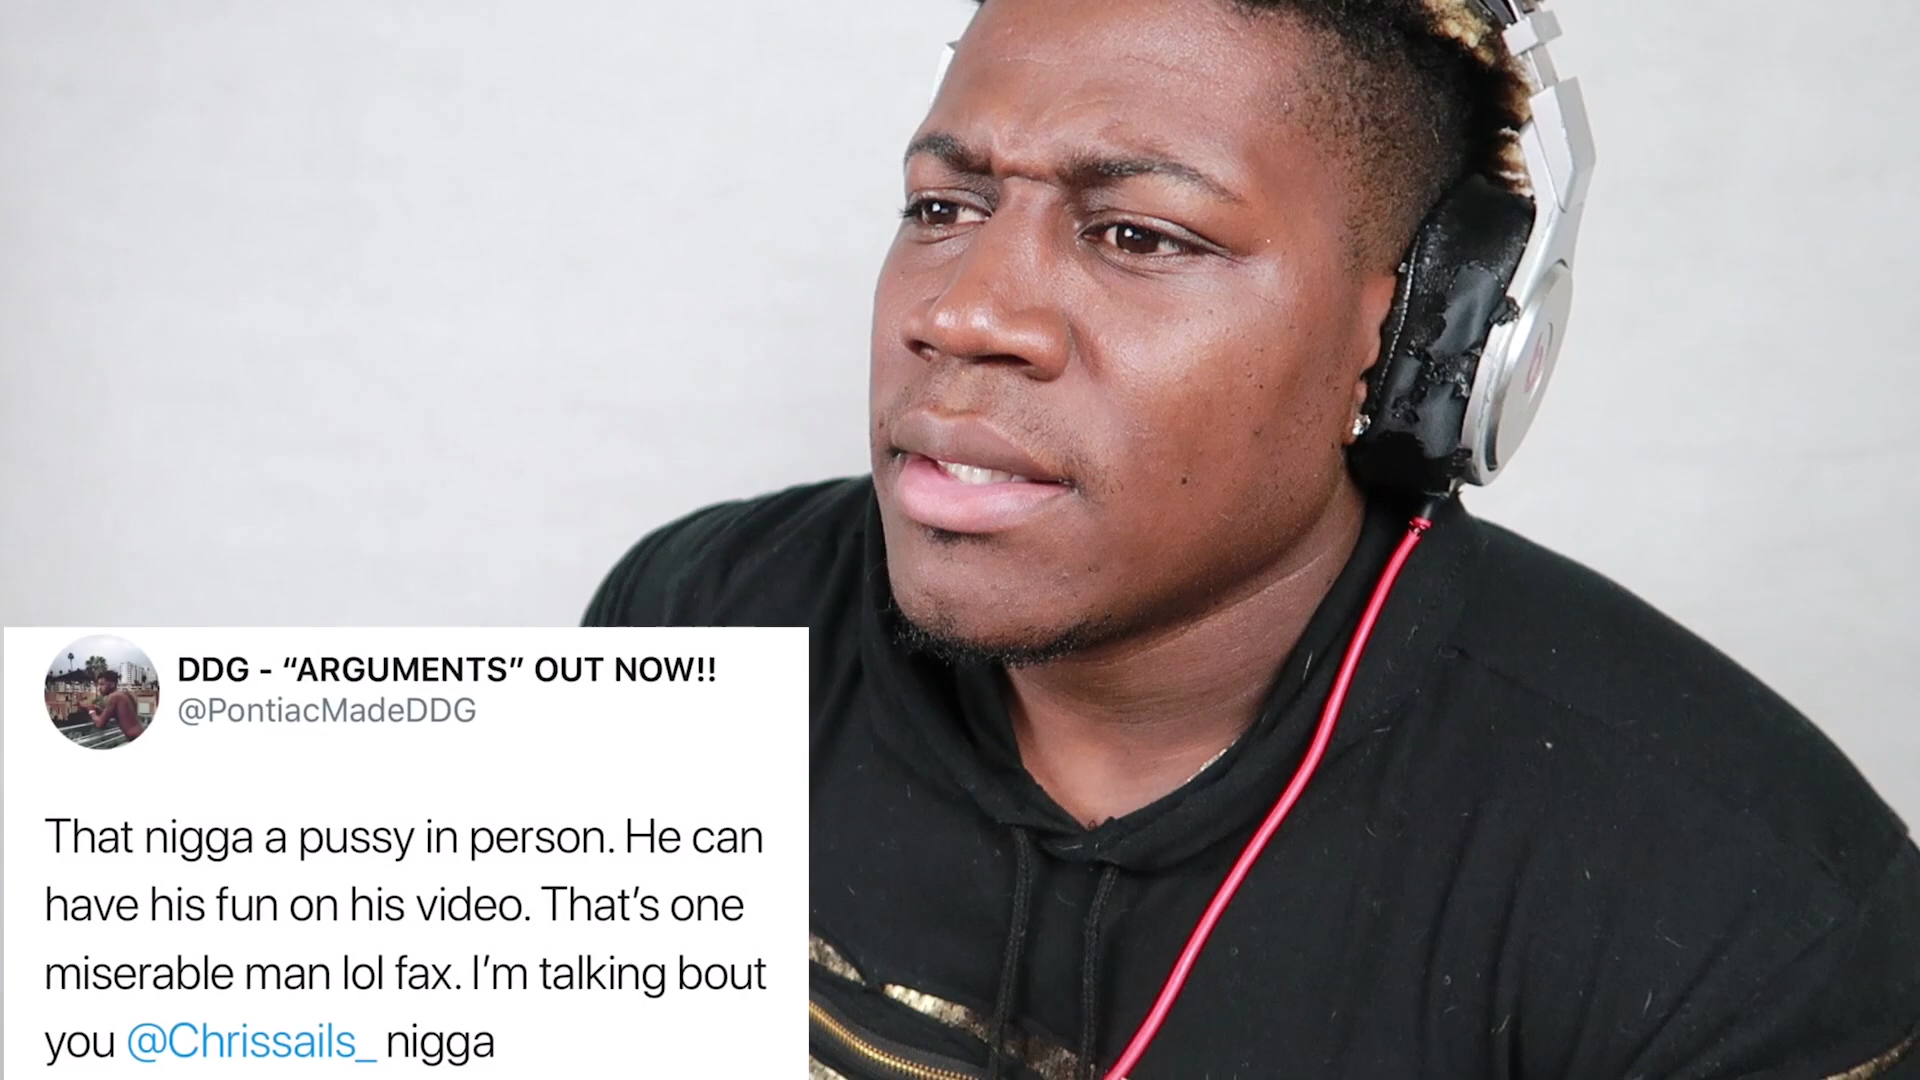 DDG - “ARGUMENTS” OUT NOW!!
@PontiacMadeDDG
That nigga a pussy in person. He can
have his fun on his video. That’s one
miserable man lol fax. I’m talking bout
you @Chrissails_ nigga